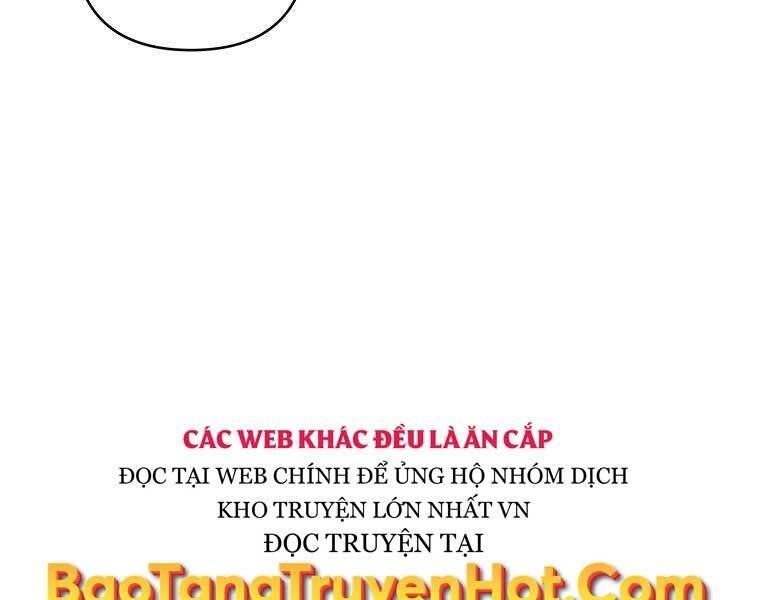 CÁC WEB KHÁC ĐỀU LÀ ĂN CẮP
ĐỌC TẠI WEB CHÍNH ĐỂ ỦNG HỘ NHÓM DỊCH
KHO TRUYỆN LỚN NHẤT VN
ĐỌC TRUYỆN TẠI
BaoTangTruyenHot.Com